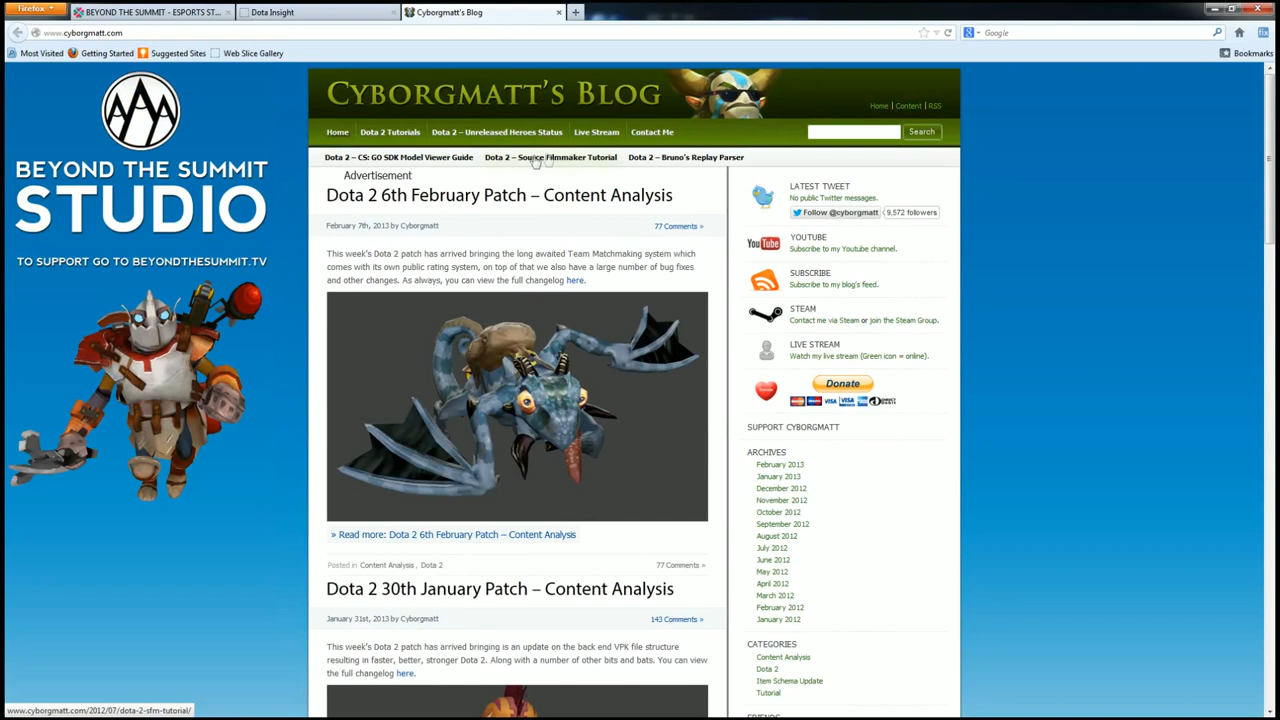 Firefox
BEYOND THE SUMMIT - ESPORTS ST...
Dota Insight
Cyborgmatt's Blog
www.cyborgmatt.com
Google
Most Visited
Getting Started
Suggested Sites
Web Slice Gallery
Bookmarks
BEYOND THE SUMMIT
STUDIO
TO SUPPORT GO TO BEYONDTHESUMMIT.TV
CYBORGMATT'S BLOG
Home | Content | RSS
Home
Dota 2 Tutorials
Dota 2 – Unreleased Heroes Status
Live Stream
Contact Me
Search
Dota 2 – CS: GO SDK Model Viewer Guide
Dota 2 – Source Filmmaker Tutorial
Dota 2 – Bruno's Replay Parser
Advertisement
Dota 2 6th February Patch – Content Analysis
February 7th, 2013 by Cyborgmatt
77 Comments »
This week's Dota 2 patch has arrived bringing the long awaited Team Matchmaking system which
comes with its own public rating system, on top of that we also have a large number of bug fixes
and other changes. As always, you can view the full changelog here.
» Read more: Dota 2 6th February Patch – Content Analysis
Posted in Content Analysis , Dota 2
77 Comments »
Dota 2 30th January Patch – Content Analysis
January 31st, 2013 by Cyborgmatt
143 Comments »
This week's Dota 2 patch has arrived bringing is an update on the back end VPK file structure
resulting in faster, better, stronger Dota 2. Along with a number of other bits and bats. You can view
the full changelog here.
LATEST TWEET
No public Twitter messages.
Follow @cyborgmatt
9,572 followers
YOUTUBE
Subscribe to my Youtube channel.
SUBSCRIBE
Subscribe to my blog's feed.
STEAM
Contact me via Steam or join the Steam Group.
LIVE STREAM
Watch my live stream (Green icon = online).
Donate
SUPPORT CYBORGMATT
ARCHIVES
February 2013
January 2013
December 2012
November 2012
October 2012
September 2012
August 2012
July 2012
June 2012
May 2012
April 2012
March 2012
February 2012
January 2012
CATEGORIES
Content Analysis
Dota 2
Item Schema Update
Tutorial
www.cyborgmatt.com/2012/07/dota-2-sfm-tutorial/